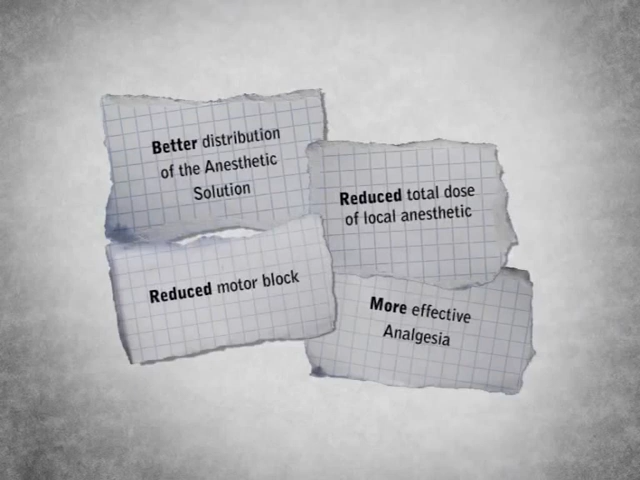 Better distribution
of the Anesthetic
Solution
Reduced total dose
of local anesthetic
Reduced motor block
More effective
Analgesia